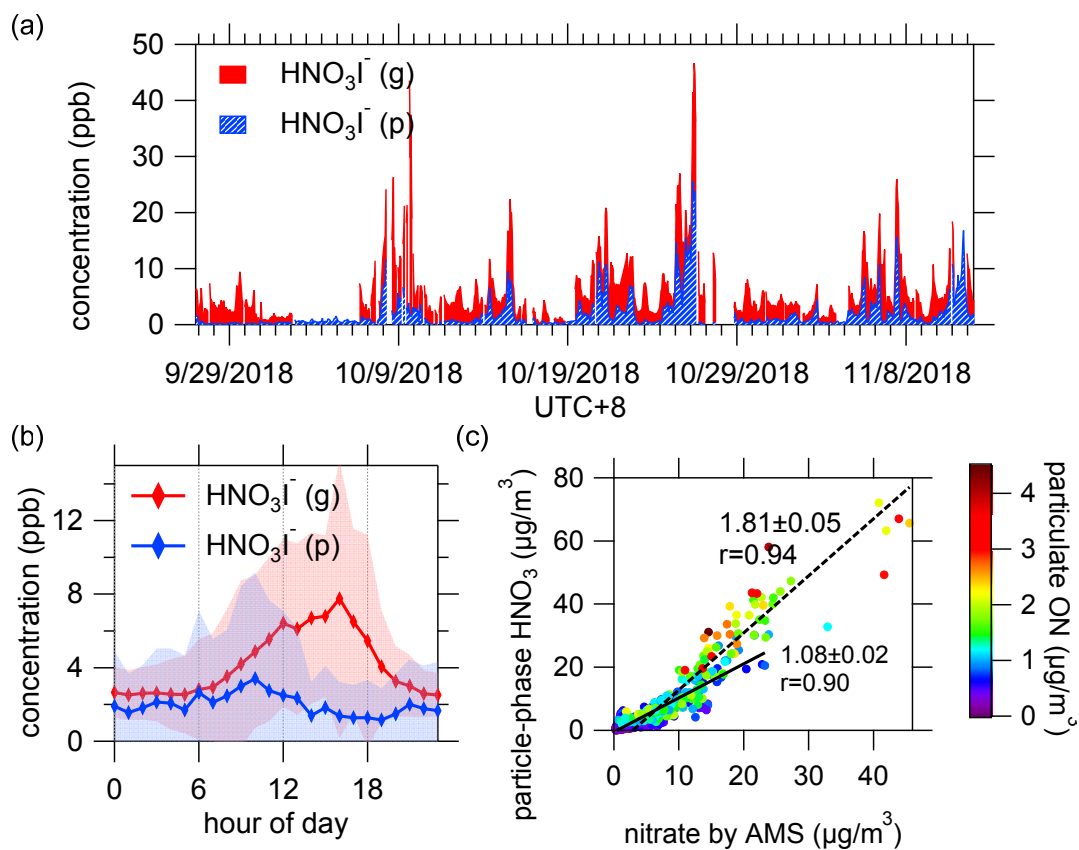 (a)
50
40
30
20
10
0
concentration (ppb)
HNO₃I⁻ (g)
HNO₃I⁻ (p)
9/29/2018 10/9/2018 10/19/2018 10/29/2018 11/8/2018
UTC+8
(b)
12
8
4
0
concentration (ppb)
HNO₃I⁻ (g)
HNO₃I⁻ (p)
0 6 12 18
hour of day
(c)
80
60
40
20
0
particle-phase HNO₃ (µg/m³)
1.81±0.05
r=0.94
1.08±0.02
r=0.90
0 10 20 30 40
nitrate by AMS (µg/m³)
4
3
2
1
0
particulate ON (µg/m³)